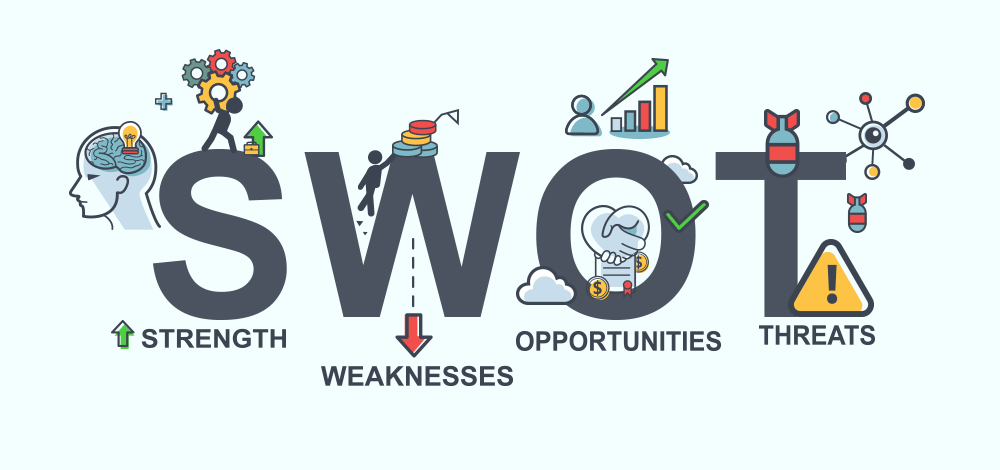 SWOT
STRENGTH
WEAKNESSES
OPPORTUNITIES
THREATS
$
$
!